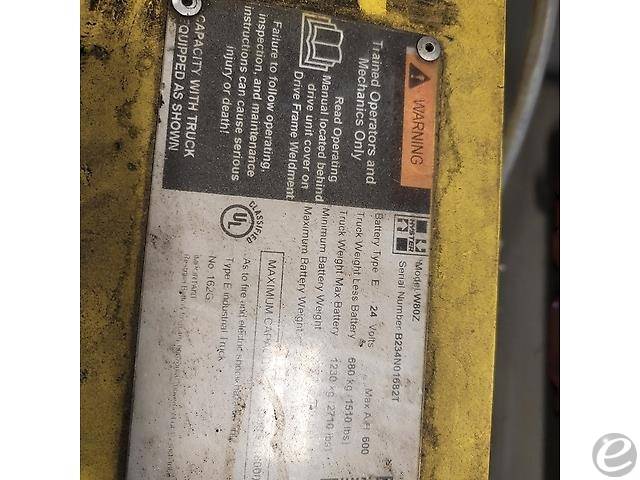 WARNING
Trained Operators and
Mechanics Only
Read Operating
Manual located behind
drive unit cover on
Drive Frame Weldment
Failure to follow operating,
inspection, and maintenance
instructions can cause serious
injury or death!
CAPACITY WITH TRUCK
EQUIPPED AS SHOWN
HYSTER
Model W80Z
Serial Number B234N01682T
Battery Type E 24 Volts Max A.H. 600
Truck Weight Less Battery 680 kg (1510 lbs)
Truck Weight Max Battery 1230 kg (2710 lbs)
Minimum Battery Weight
Maximum Battery Weight
MAXIMUM
CLASSIFIED
UL
As to fire and electric shock
Type E Industrial Truck
No. 162G
e